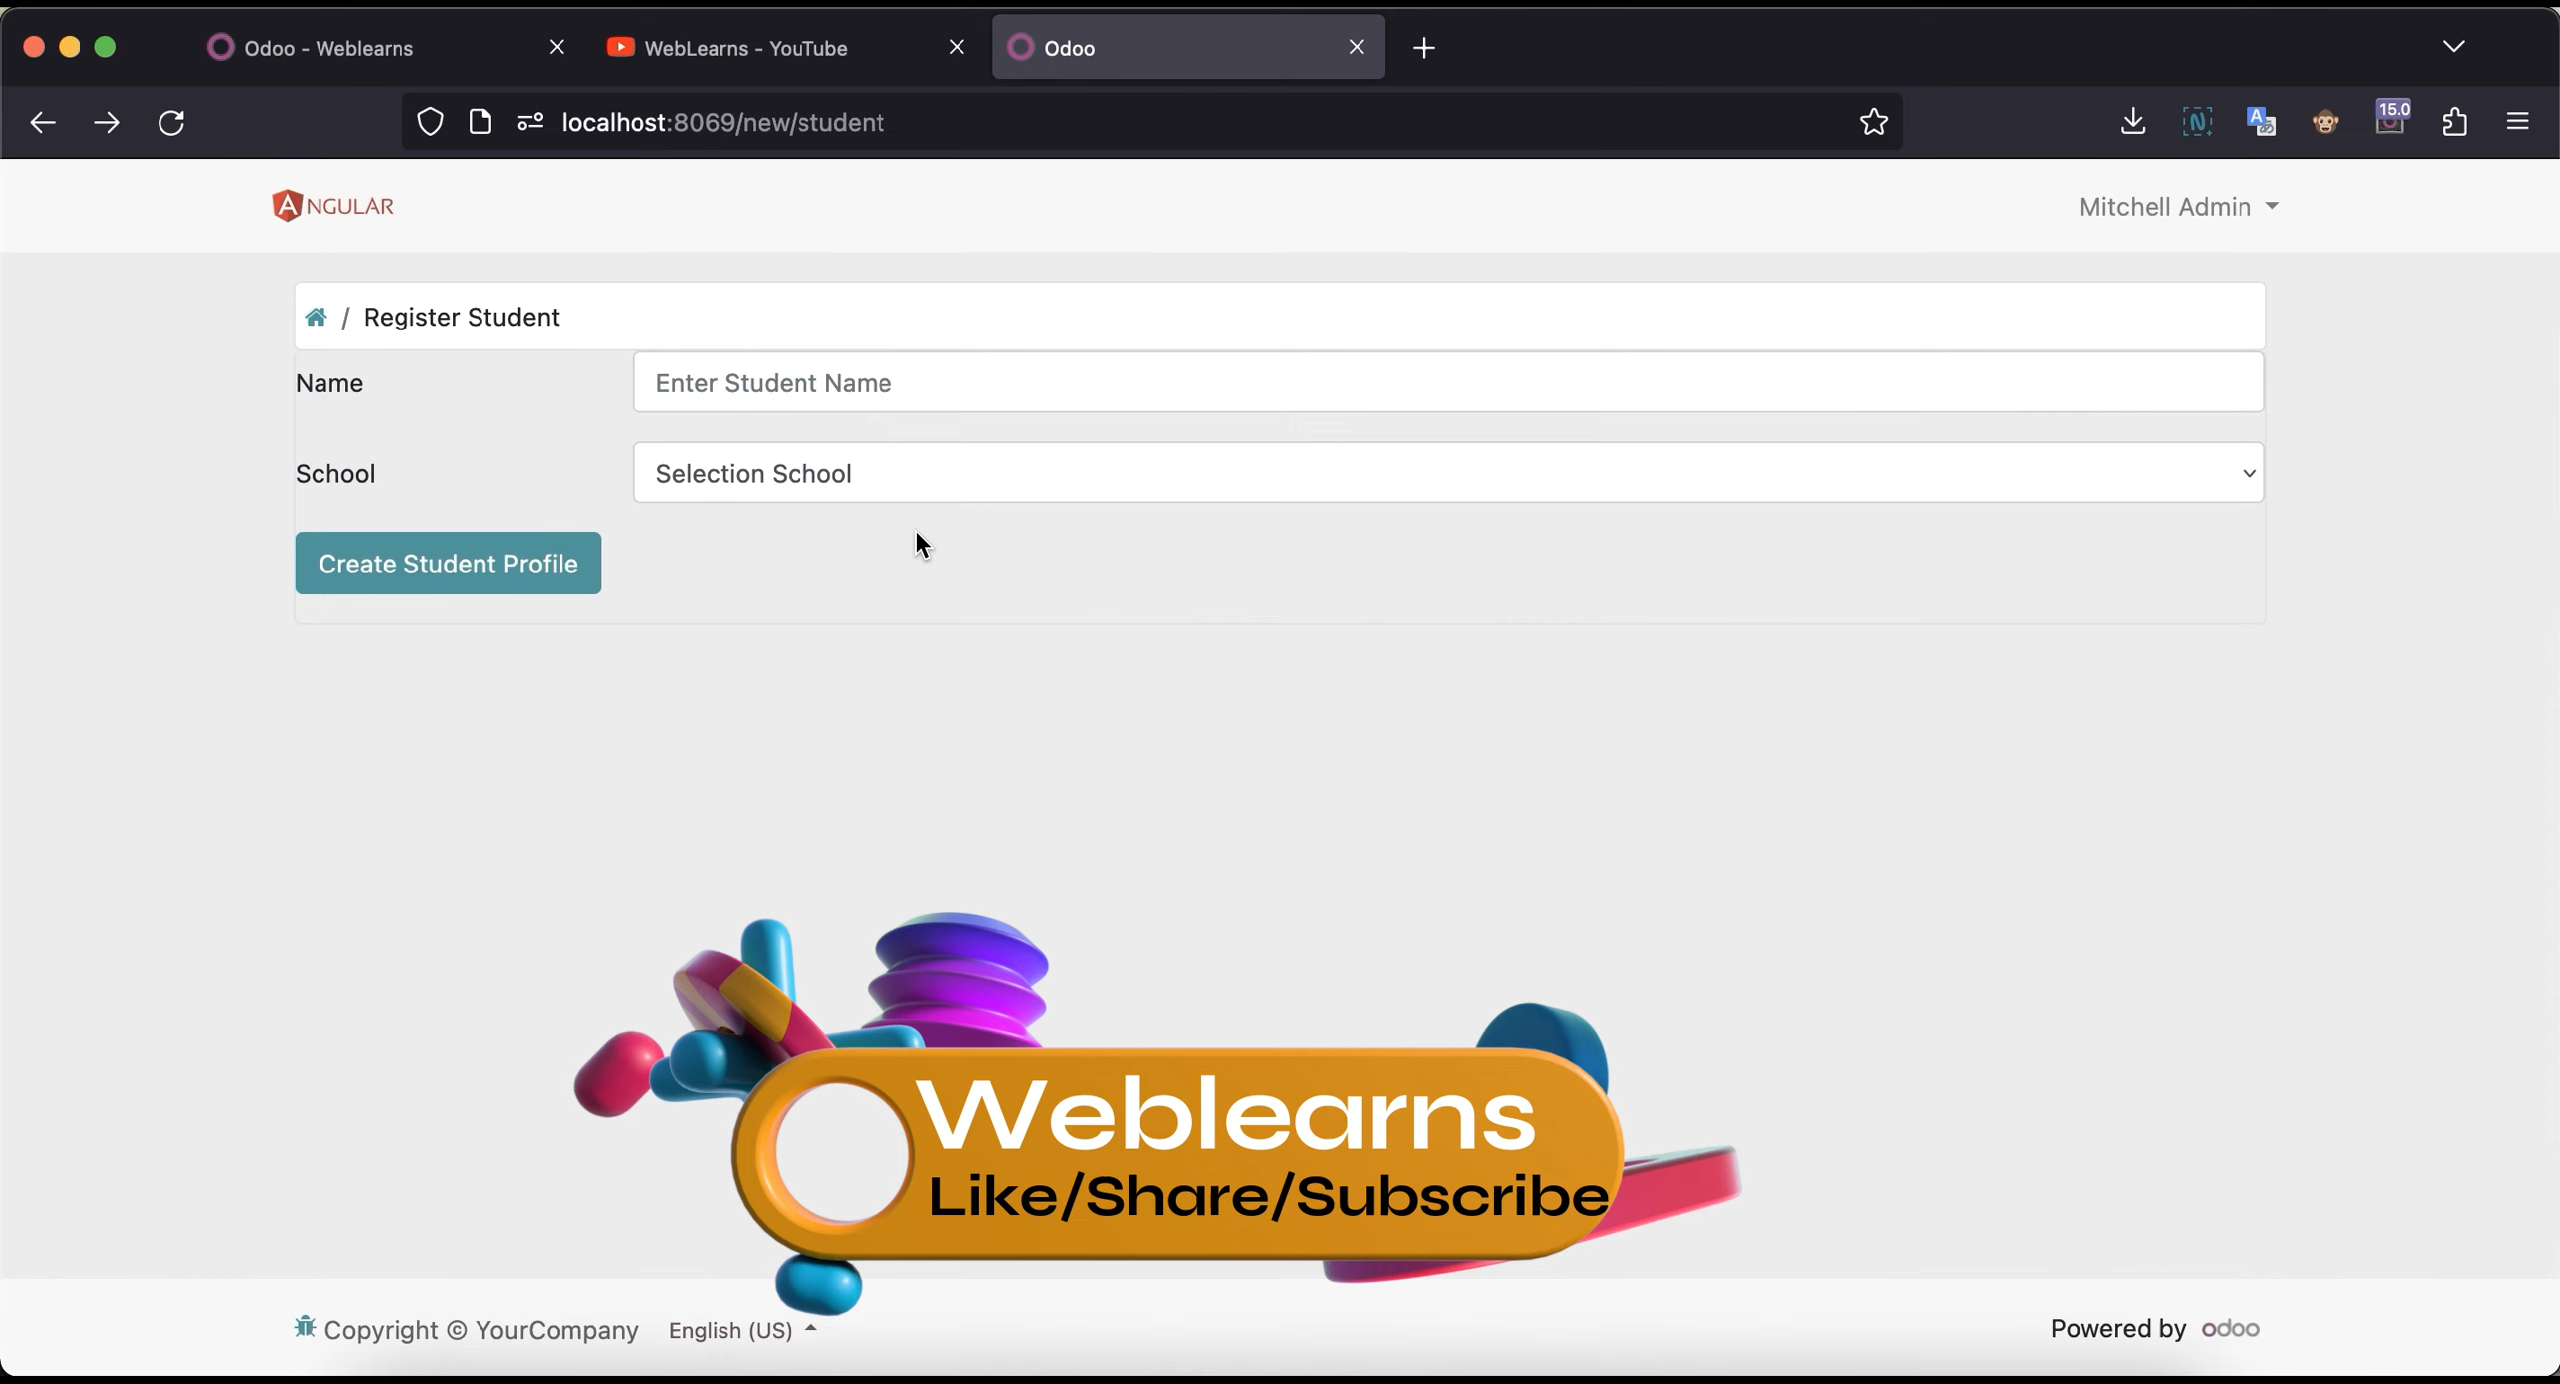 Odoo - Weblearns
WebLearns - YouTube
Odoo
localhost:8069/new/student
15.0
ANGULAR
Mitchell Admin
/ Register Student
Name
Enter Student Name
School
Selection School
Create Student Profile
Weblearns
Like/Share/Subscribe
Copyright © YourCompany
English (US)
Powered by odoo